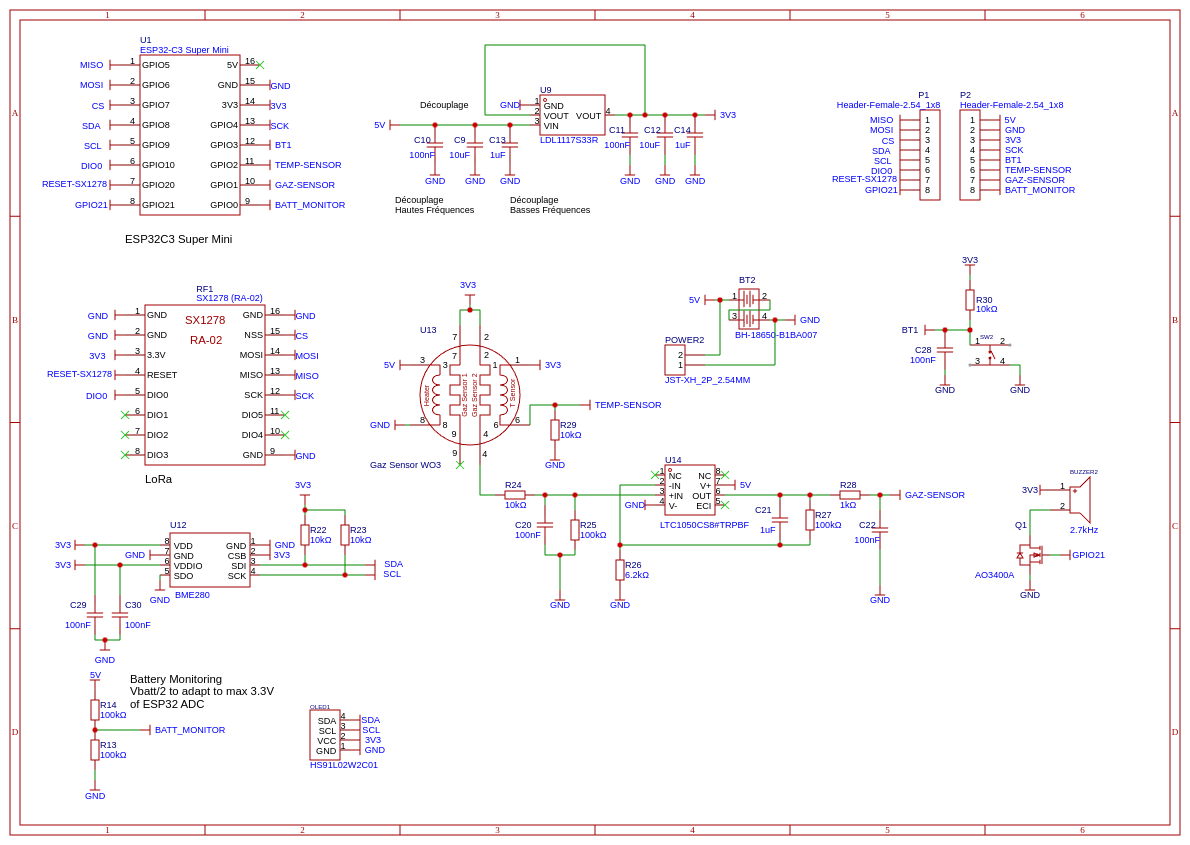 1 2 3 4 5 6
A A
B B
C C
D D
U1
ESP32-C3 Super Mini
MISO 1 GPIO5 5V 16
MOSI 2 GPIO6 GND 15 GND
CS 3 GPIO7 3V3 14 3V3
SDA 4 GPIO8 GPIO4 13 SCK
SCL 5 GPIO9 GPIO3 12 BT1
DIO0 6 GPIO10 GPIO2 11 TEMP-SENSOR
RESET-SX1278 7 GPIO20 GPIO1 10 GAZ-SENSOR
GPIO21 8 GPIO21 GPIO0 9 BATT_MONITOR
ESP32C3 Super Mini
U9
Découplage
GND 1 GND
2 VOUT VOUT 4
5V 3 VIN
3V3
LDL1117S33R
C10 C9 C13
100nF 10uF 1uF
GND GND GND
C11 C12 C14
100nF 10uF 1uF
GND GND GND
Découplage
Hautes Fréquences
Découplage
Basses Fréquences
P1
Header-Female-2.54_1x8
MISO 1
MOSI 2
CS 3
SDA 4
SCL 5
DIO0 6
RESET-SX1278 7
GPIO21 8
P2
Header-Female-2.54_1x8
1 5V
2 GND
3 3V3
4 SCK
5 BT1
6 TEMP-SENSOR
7 GAZ-SENSOR
8 BATT_MONITOR
RF1
SX1278 (RA-02)
SX1278
RA-02
GND 1 GND GND 16 GND
GND 2 GND NSS 15 CS
3V3 3 3.3V MOSI 14 MOSI
RESET-SX1278 4 RESET MISO 13 MISO
DIO0 5 DIO0 SCK 12 SCK
6 DIO1 DIO5 11
7 DIO2 DIO4 10
8 DIO3 GND 9 GND
LoRa
3V3
U13
7 2
7 2
5V 3 3 1 1 3V3
Heater
Gaz Sensor 1
Gaz Sensor 2
T Sensor
GND 8 8 6 6
9 4
9 4
Gaz Sensor WO3
TEMP-SENSOR
R29
10kΩ
GND
BT2
5V 1 2
3 4 GND
BH-18650-B1BA007
POWER2
2
1
JST-XH_2P_2.54MM
3V3
R30
10kΩ
BT1
C28
100nF
SW2
1 2
3 4
GND
GND
R24
10kΩ
C20
100nF
R25
100kΩ
GND
U14
1 NC NC 8
2 -IN V+ 7 5V
3 +IN OUT 6
GND 4 V- ECI 5
LTC1050CS8#TRPBF
R26
6.2kΩ
GND
C21
1uF
R27
100kΩ
R28
1kΩ
C22
100nF
GAZ-SENSOR
GND
BUZZER2
3V3 1
+
2
2.7kHz
Q1
GPIO21
AO3400A
GND
3V3
R22
10kΩ
R23
10kΩ
U12
3V3 8 VDD GND 1 GND
GND 7 GND CSB 2 3V3
3V3 6 VDDIO SDI 3 SDA
5 SDO SCK 4 SCL
GND
BME280
C29
100nF
C30
100nF
GND
5V
Battery Monitoring
Vbatt/2 to adapt to max 3.3V
of ESP32 ADC
R14
100kΩ
BATT_MONITOR
R13
100kΩ
GND
OLED1
SDA 4 SDA
SCL 3 SCL
VCC 2 3V3
GND 1 GND
HS91L02W2C01
1 2 3 4 5 6